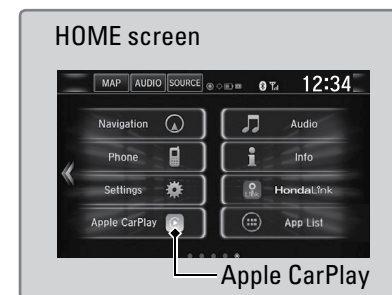 HOME screen
MAP AUDIO SOURCE 12:34
Navigation Audio
Phone Info
Settings HondaLink
Apple CarPlay App List
Apple CarPlay